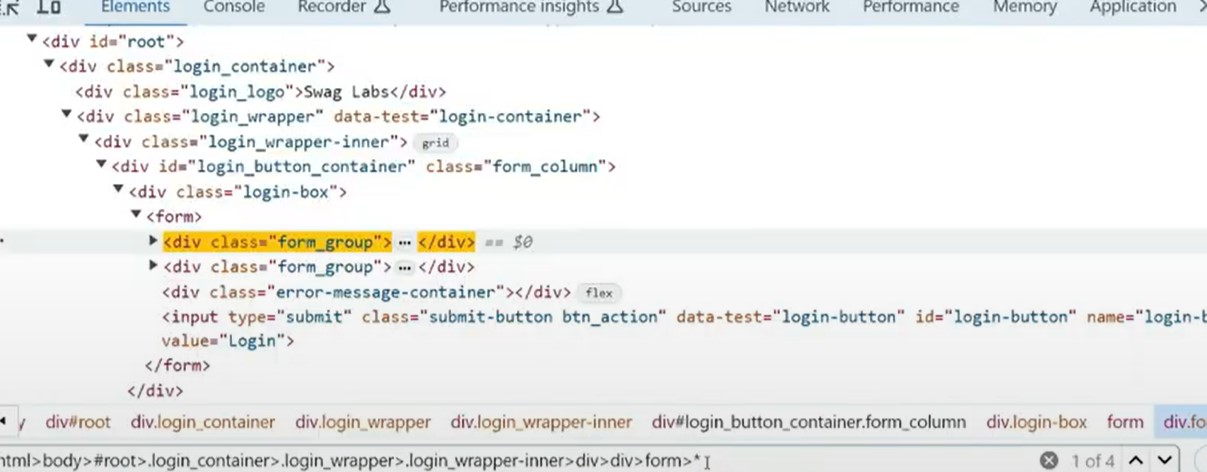 Elements Console Recorder Performance insights Sources Network Performance Memory Application
<div id="root">
<div class="login_container">
<div class="login_logo">Swag Labs</div>
<div class="login_wrapper" data-test="login-container">
<div class="login_wrapper-inner"> grid
<div id="login_button_container" class="form_column">
<div class="login-box">
<form>
<div class="form_group"> … </div> == $0
<div class="form_group"> … </div>
<div class="error-message-container"></div> flex
<input type="submit" class="submit-button btn_action" data-test="login-button" id="login-button" name="login-b
value="Login">
</form>
</div>
y div#root div.login_container div.login_wrapper div.login_wrapper-inner div#login_button_container.form_column div.login-box form div.fo
html>body>#root>.login_container>.login_wrapper>.login_wrapper-inner>div>div>form>* 1 of 4